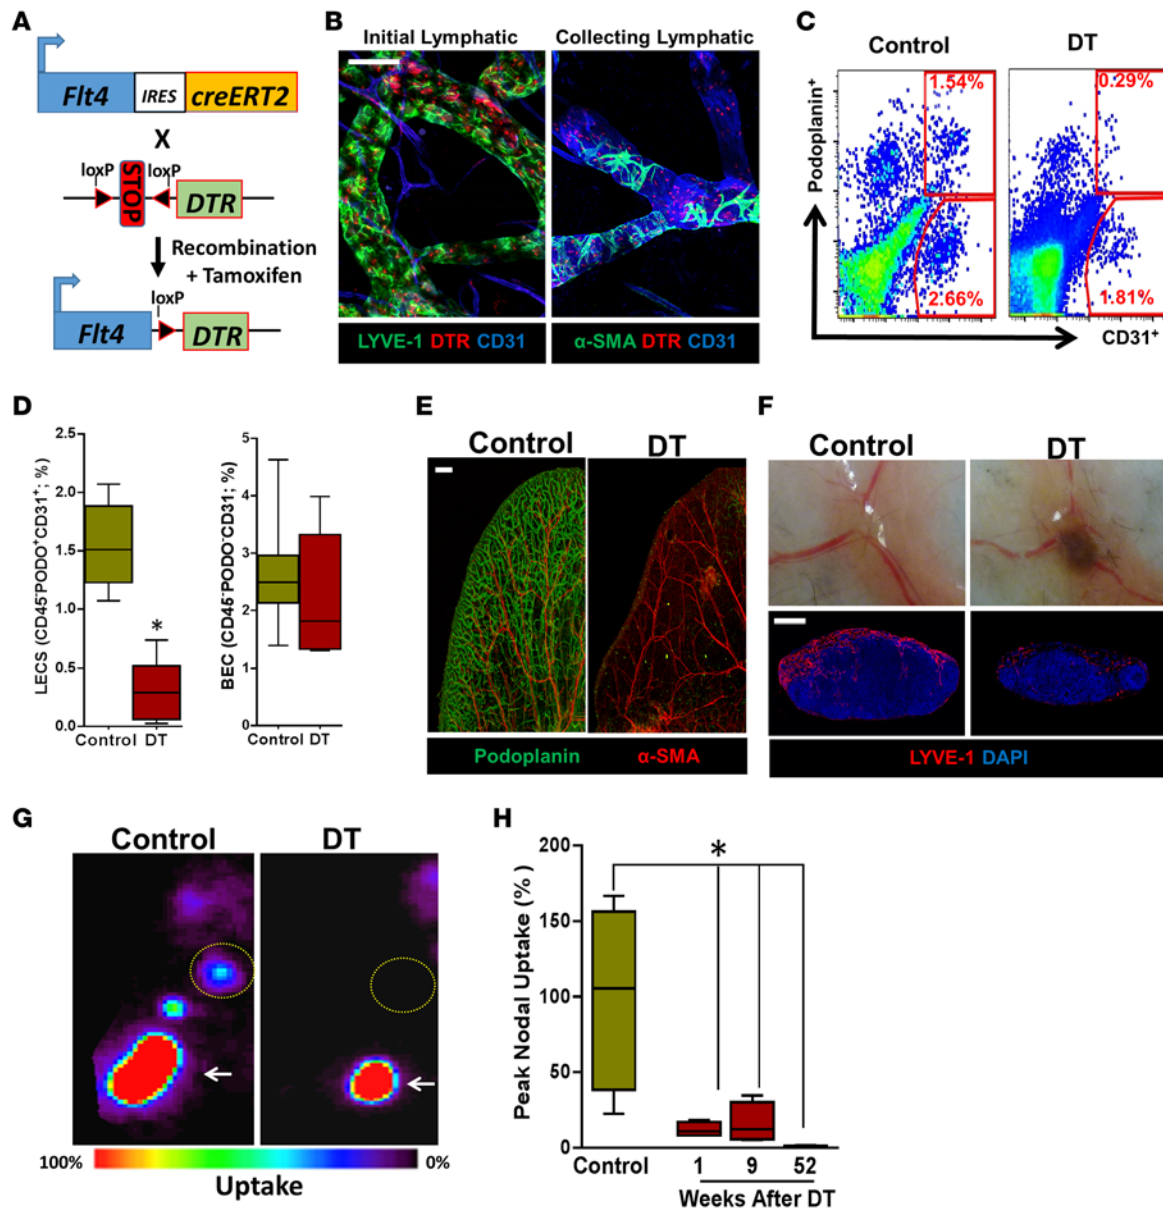 A
Flt4 IRES creERT2
X
loxP STOP loxP DTR
Recombination
+ Tamoxifen
loxP
Flt4 DTR
B
Initial Lymphatic Collecting Lymphatic
LYVE-1 DTR CD31 α-SMA DTR CD31
C
Control DT
Podoplanin⁺
1.54% 0.29%
2.66% 1.81%
CD31⁺
D
LECS (CD45⁻PODO⁺CD31⁺; %)
2.5
2.0
1.5
1.0
0.5
0.0
*
Control DT
BEC (CD45⁻PODO⁻CD31; %)
5
4
3
2
1
0
Control DT
E
Control DT
Podoplanin α-SMA
F
Control DT
LYVE-1 DAPI
G
Control DT
100% 0%
Uptake
H
Peak Nodal Uptake (%)
200
150
100
50
0
*
Control 1 9 52
Weeks After DT